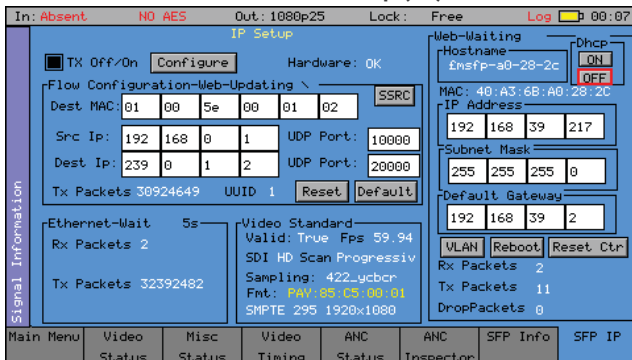 In: Absent NO AES Out: 1080p25 Lock: Free Log 00:07
IP Setup
TX Off/On Configure Hardware: OK
Flow Configuration-Web-Updating \
Dest MAC: 01 00 5e 00 01 02 SSRC
Src Ip: 192 168 0 1 UDP Port: 10000
Dest Ip: 239 0 1 2 UDP Port: 20000
Tx Packets 30924649 UUID 1 Reset Default
Ethernet-Wait 5s
Rx Packets 2
Tx Packets 32392482
Video Standard
Valid: True Fps 59.94
SDI HD Scan Progressiv
Sampling: 422_ycbcr
Fmt: PAY:85:C5:00:01
SMPTE 295 1920x1080
Web-Waiting
Hostname
£msfp-a0-28-2c
Dhcp
ON
OFF
MAC: 40:A3:6B:A0:28:2C
IP Address
192 168 39 217
Subnet Mask
255 255 255 0
Default Gateway
192 168 39 2
VLAN Reboot Reset Ctr
Rx Packets 2
Tx Packets 11
DropPackets 0
Signal Information
Main Menu Video Status Misc Status Video Timing ANC Status ANC Inspector SFP Info SFP IP